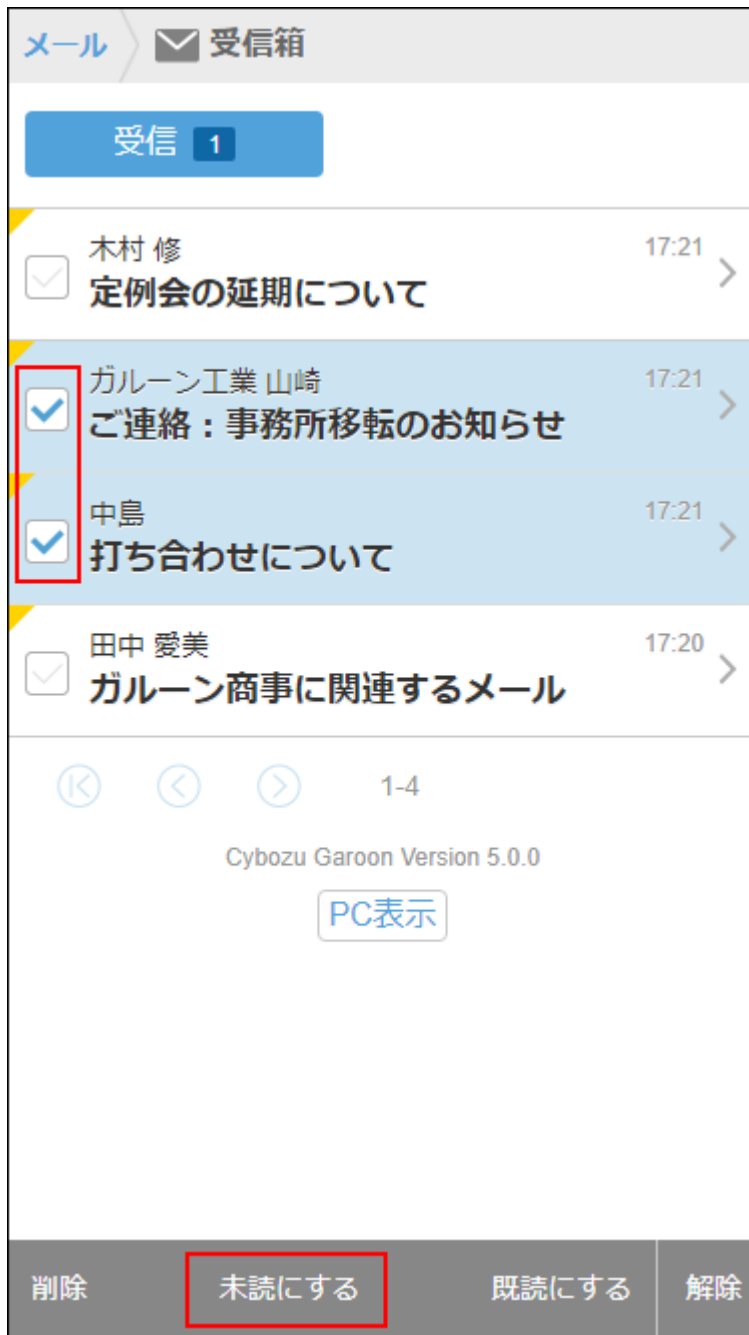 メール 受信箱
受信 1
木村 修 17:21
定例会の延期について
ガルーン工業 山崎 17:21
ご連絡：事務所移転のお知らせ
中島 17:21
打ち合わせについて
田中 愛美 17:20
ガルーン商事に関連するメール
1-4
Cybozu Garoon Version 5.0.0
PC表示
削除 未読にする 既読にする 解除